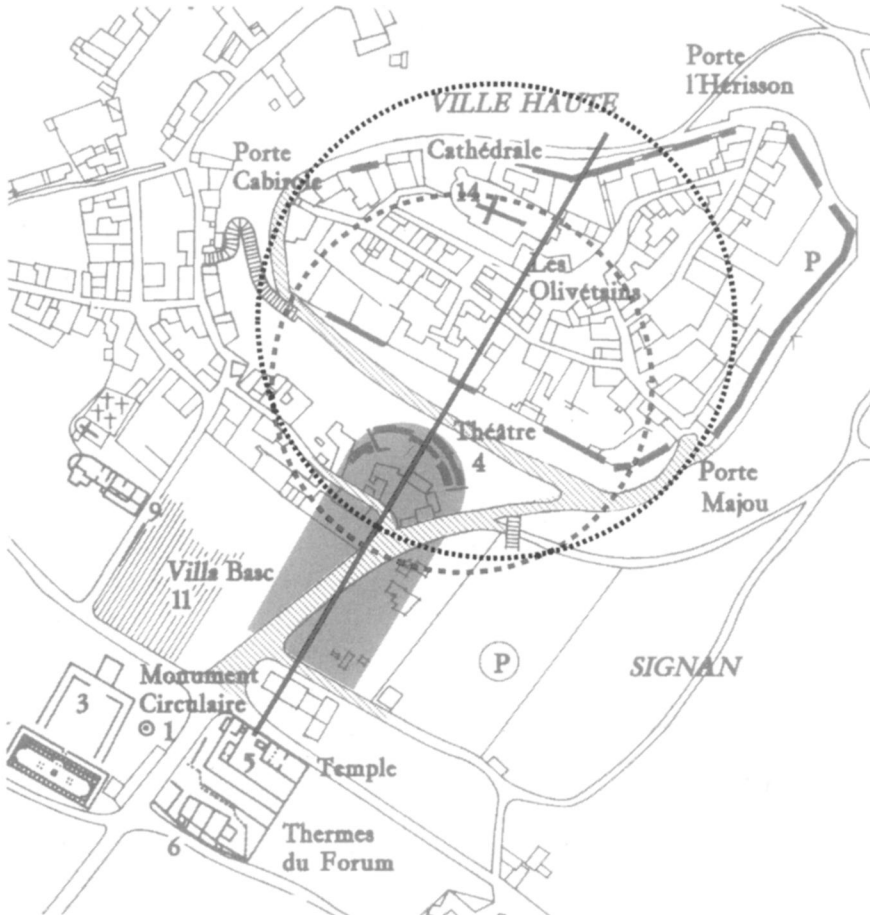 Porte
l'Hérisson
VILLE HAUTE
Porte
Cabirole
Cathédrale
14
Les
Olivétains
P
Théâtre
4
Porte
Majou
9
Villa Basc
11
P
SIGNAN
Monument
Circulaire
1
3
5
Temple
Thermes
du Forum
6